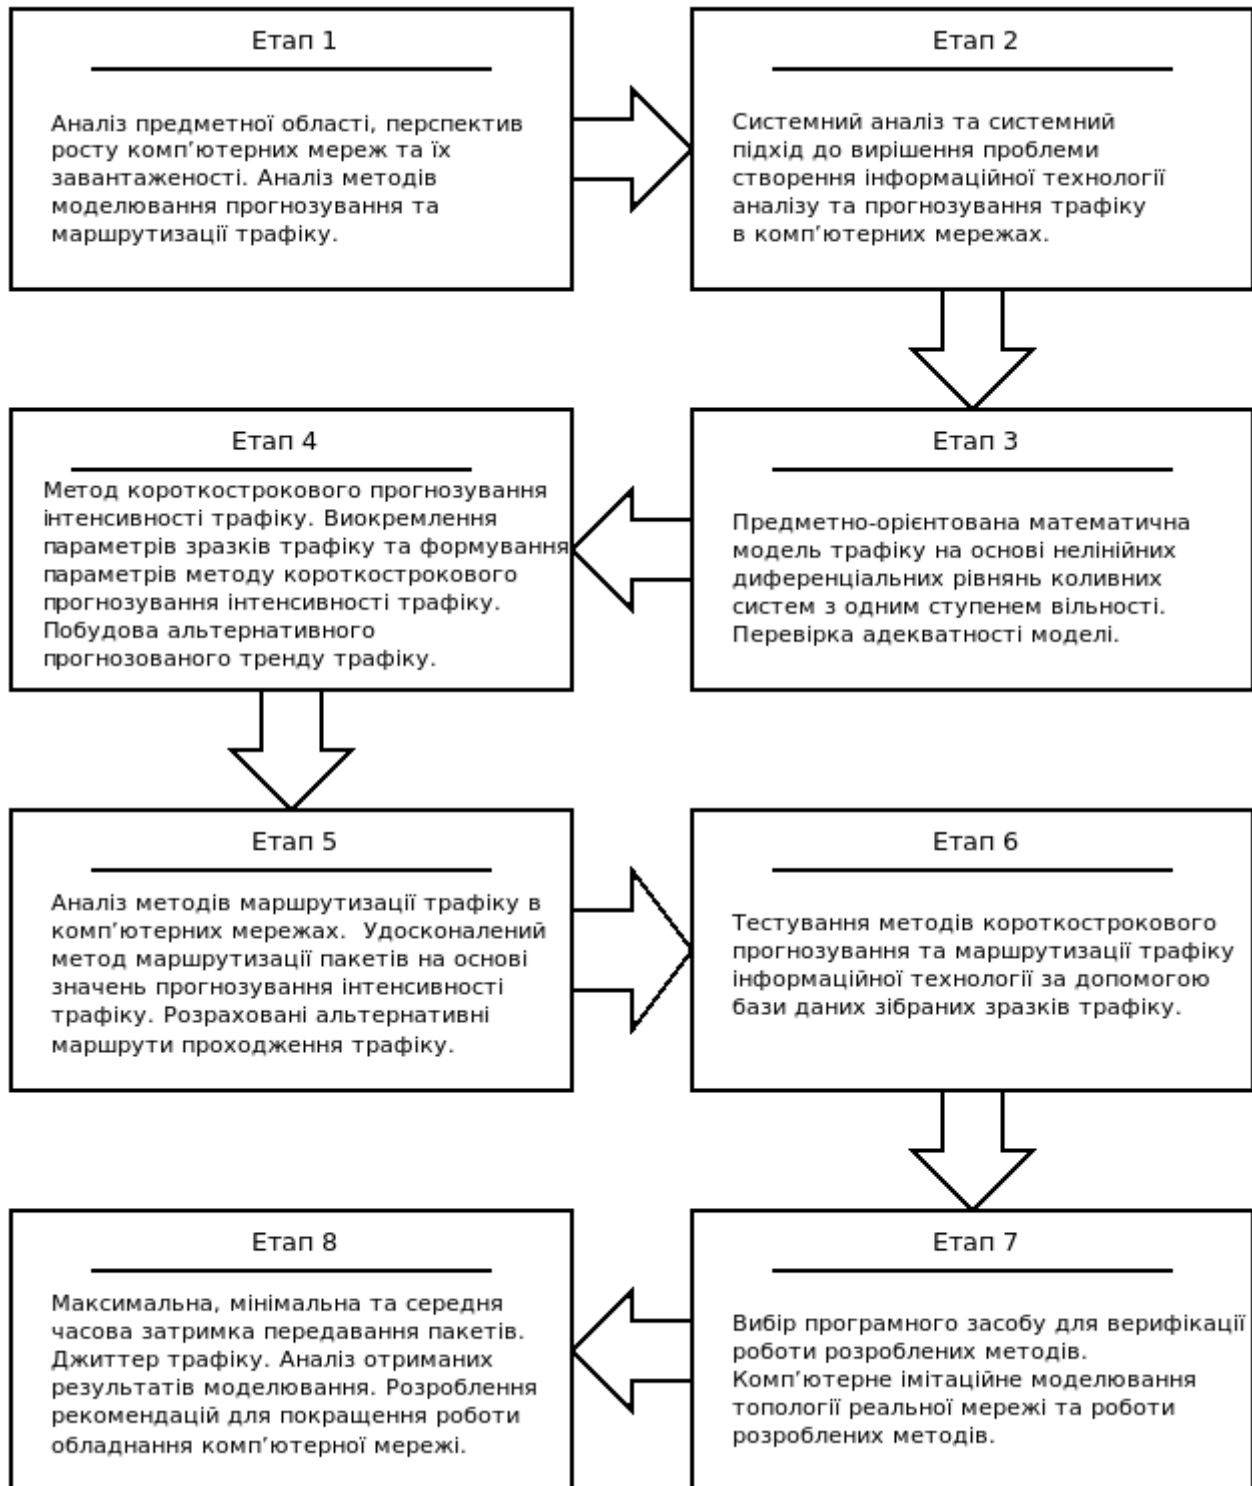 Етап 1
Аналіз предметної області, перспектив
росту комп’ютерних мереж та їх
завантаженості. Аналіз методів
моделювання прогнозування та
маршрутизації трафіку.
Етап 2
Системний аналіз та системний
підхід до вирішення проблеми
створення інформаційної технології
аналізу та прогнозування трафіку
в комп’ютерних мережах.
Етап 3
Предметно-орієнтована математична
модель трафіку на основі нелінійних
диференціальних рівнянь коливних
систем з одним ступенем вільності.
Перевірка адекватності моделі.
Етап 4
Метод короткострокового прогнозування
інтенсивності трафіку. Виокремлення
параметрів зразків трафіку та формування
параметрів методу короткострокового
прогнозування інтенсивності трафіку.
Побудова альтернативного
прогнозованого тренду трафіку.
Етап 5
Аналіз методів маршрутизації трафіку в
комп’ютерних мережах.  Удосконалений
метод маршрутизації пакетів на основі
значень прогнозування інтенсивності
трафіку. Розраховані альтернативні
маршрути проходження трафіку.
Етап 6
Тестування методів короткострокового
прогнозування та маршрутизації трафіку
інформаційної технології за допомогою
бази даних зібраних зразків трафіку.
Етап 7
Вибір програмного засобу для верифікації
роботи розроблених методів.
Комп’ютерне імітаційне моделювання
топології реальної мережі та роботи
розроблених методів.
Етап 8
Максимальна, мінімальна та середня
часова затримка передавання пакетів.
Джиттер трафіку. Аналіз отриманих
результатів моделювання. Розроблення
рекомендацій для покращення роботи
обладнання комп’ютерної мережі.